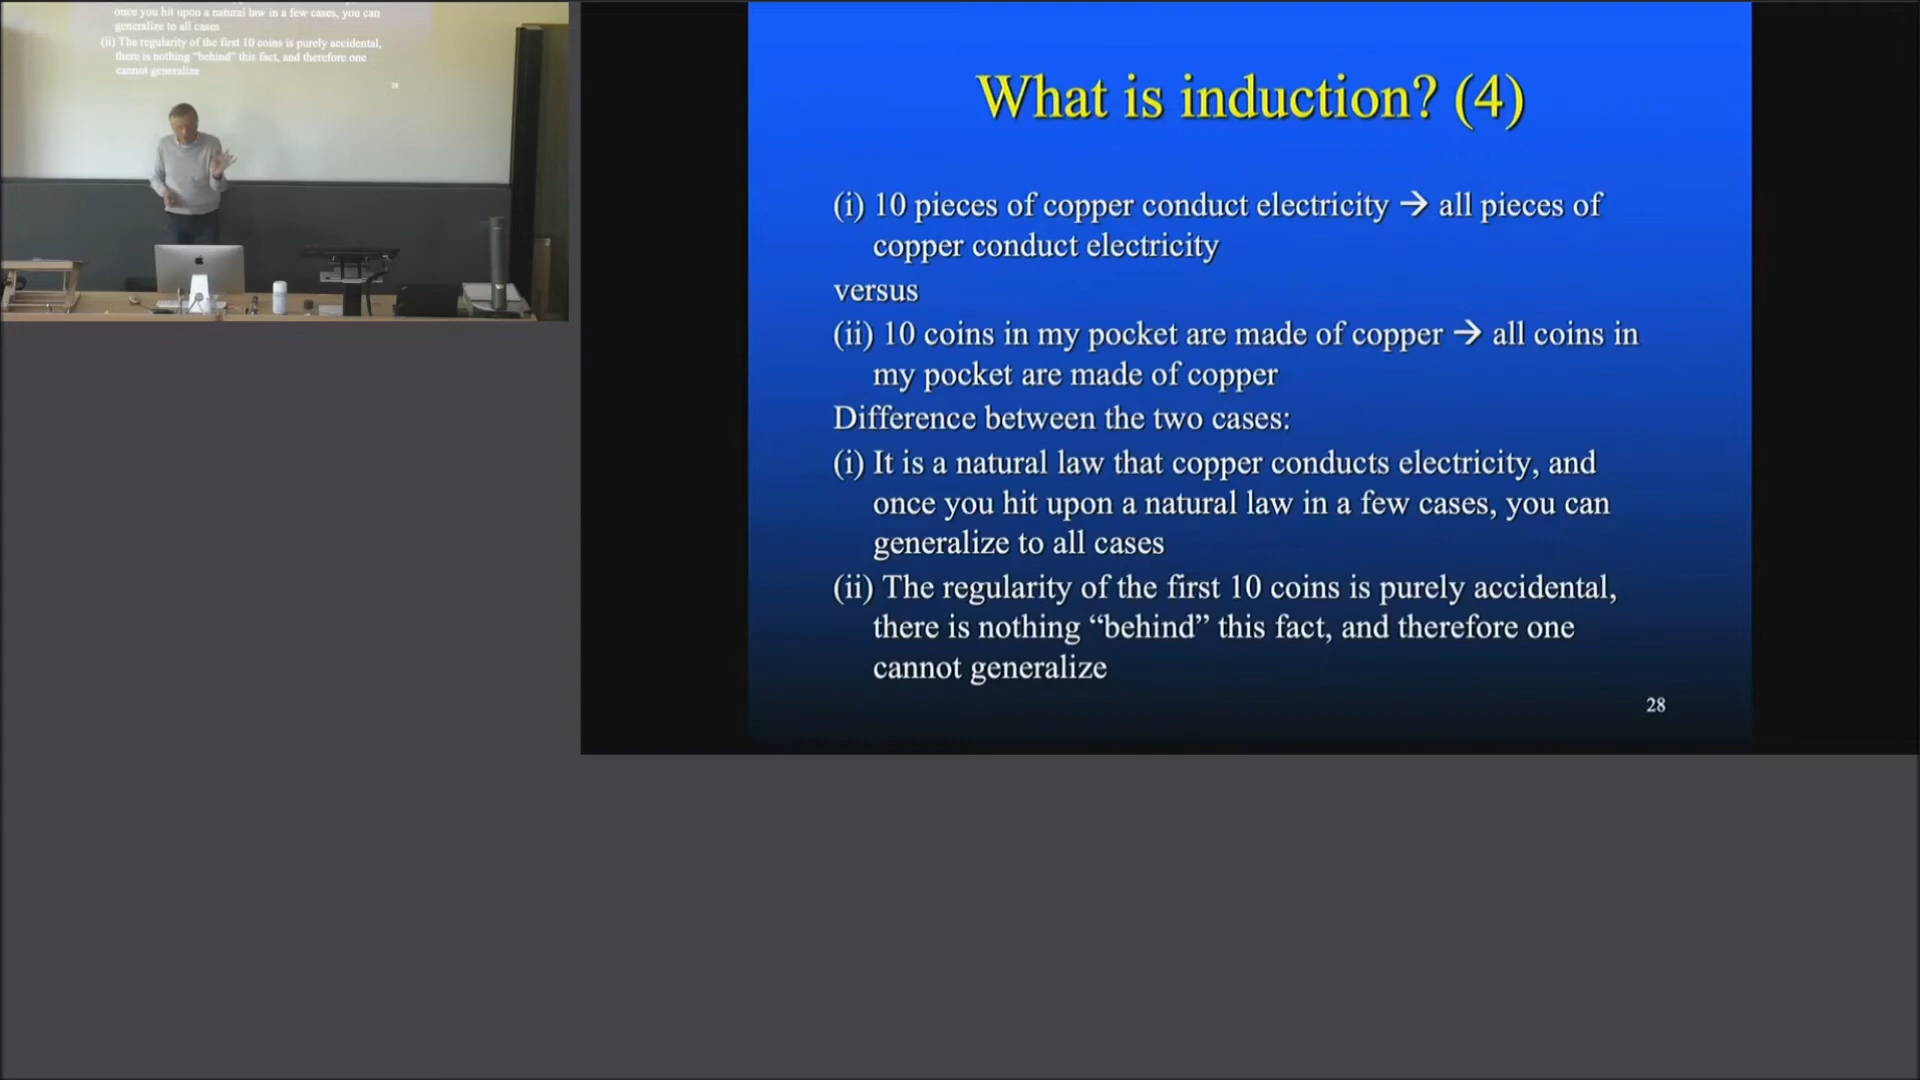 once you hit upon a natural law in a few cases, you can
generalize to all cases
(ii) The regularity of the first 10 coins is purely accidental,
there is nothing "behind" this fact, and therefore one
cannot generalize
28
What is induction? (4)
(i) 10 pieces of copper conduct electricity → all pieces of
copper conduct electricity
versus
(ii) 10 coins in my pocket are made of copper → all coins in
my pocket are made of copper
Difference between the two cases:
(i) It is a natural law that copper conducts electricity, and
once you hit upon a natural law in a few cases, you can
generalize to all cases
(ii) The regularity of the first 10 coins is purely accidental,
there is nothing “behind” this fact, and therefore one
cannot generalize
28